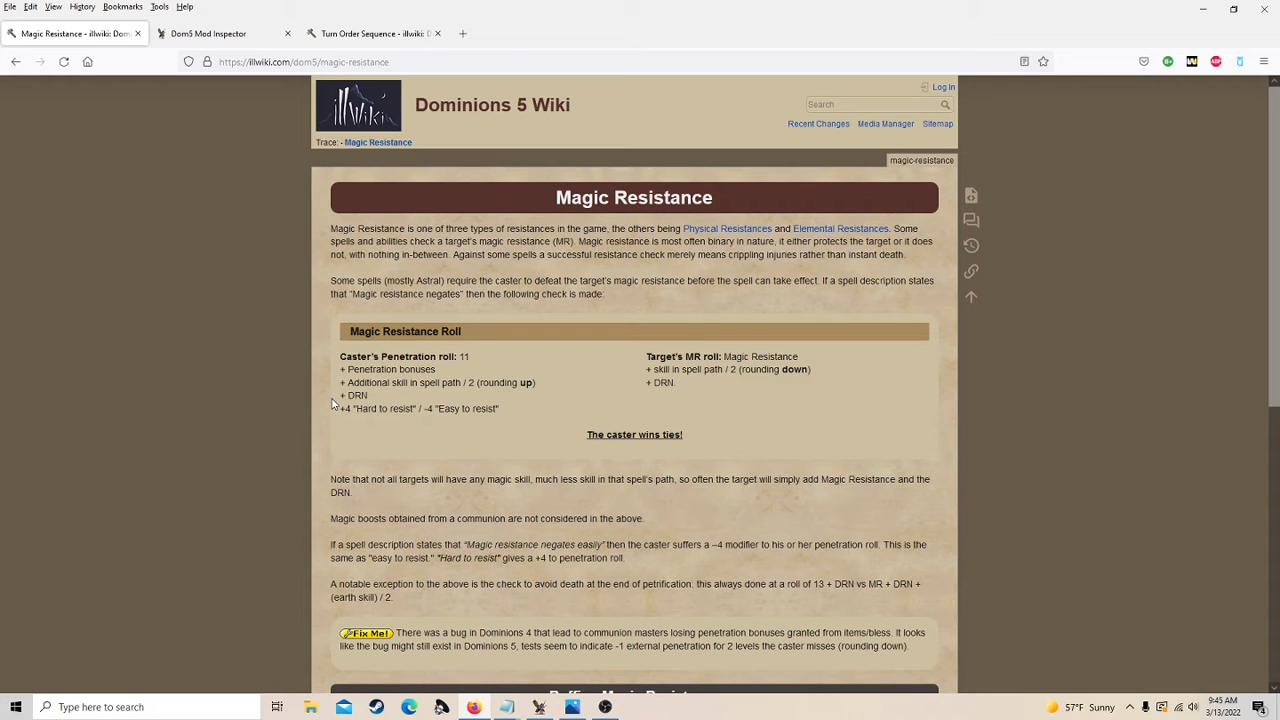 File Edit View History Bookmarks Tools Help
Magic Resistance - illwiki: Dom
Dom5 Mod Inspector
Turn Order Sequence - illwiki: D
https://illwiki.com/dom5/magic-resistance
illwiki
Dominions 5 Wiki
Log In
Search
Recent Changes Media Manager Sitemap
Trace: • Magic Resistance
magic-resistance
Magic Resistance
Magic Resistance is one of three types of resistances in the game, the others being Physical Resistances and Elemental Resistances. Some
spells and abilities check a target's magic resistance (MR). Magic resistance is most often binary in nature, it either protects the target or it does
not, with nothing in-between. Against some spells a successful resistance check merely means crippling injuries rather than instant death.
Some spells (mostly Astral) require the caster to defeat the target's magic resistance before the spell can take effect. If a spell description states
that "Magic resistance negates" then the following check is made:
Magic Resistance Roll
Caster's Penetration roll: 11
+ Penetration bonuses
+ Additional skill in spell path / 2 (rounding up)
+ DRN
+4 "Hard to resist" / -4 "Easy to resist"
Target's MR roll: Magic Resistance
+ skill in spell path / 2 (rounding down)
+ DRN.
The caster wins ties!
Note that not all targets will have any magic skill, much less skill in that spell's path, so often the target will simply add Magic Resistance and the
DRN.
Magic boosts obtained from a communion are not considered in the above.
If a spell description states that "Magic resistance negates easily" then the caster suffers a –4 modifier to his or her penetration roll. This is the
same as "easy to resist." "Hard to resist" gives a +4 to penetration roll.
A notable exception to the above is the check to avoid death at the end of petrification: this always done at a roll of 13 + DRN vs MR + DRN +
(earth skill) / 2.
Fix Me! There was a bug in Dominions 4 that lead to communion masters losing penetration bonuses granted from items/bless. It looks
like the bug might still exist in Dominions 5, tests seem to indicate -1 external penetration for 2 levels the caster misses (rounding down).
Type here to search
57°F Sunny
9:45 AM
3/13/2022
4